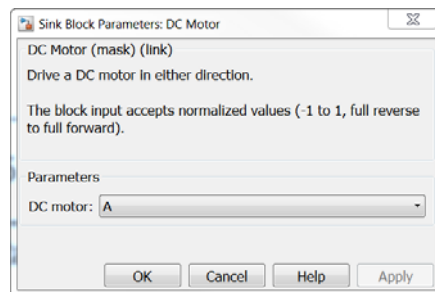 Sink Block Parameters: DC Motor
DC Motor (mask) (link)
Drive a DC motor in either direction.
The block input accepts normalized values (-1 to 1, full reverse
to full forward).
Parameters
DC motor: A
OK Cancel Help Apply